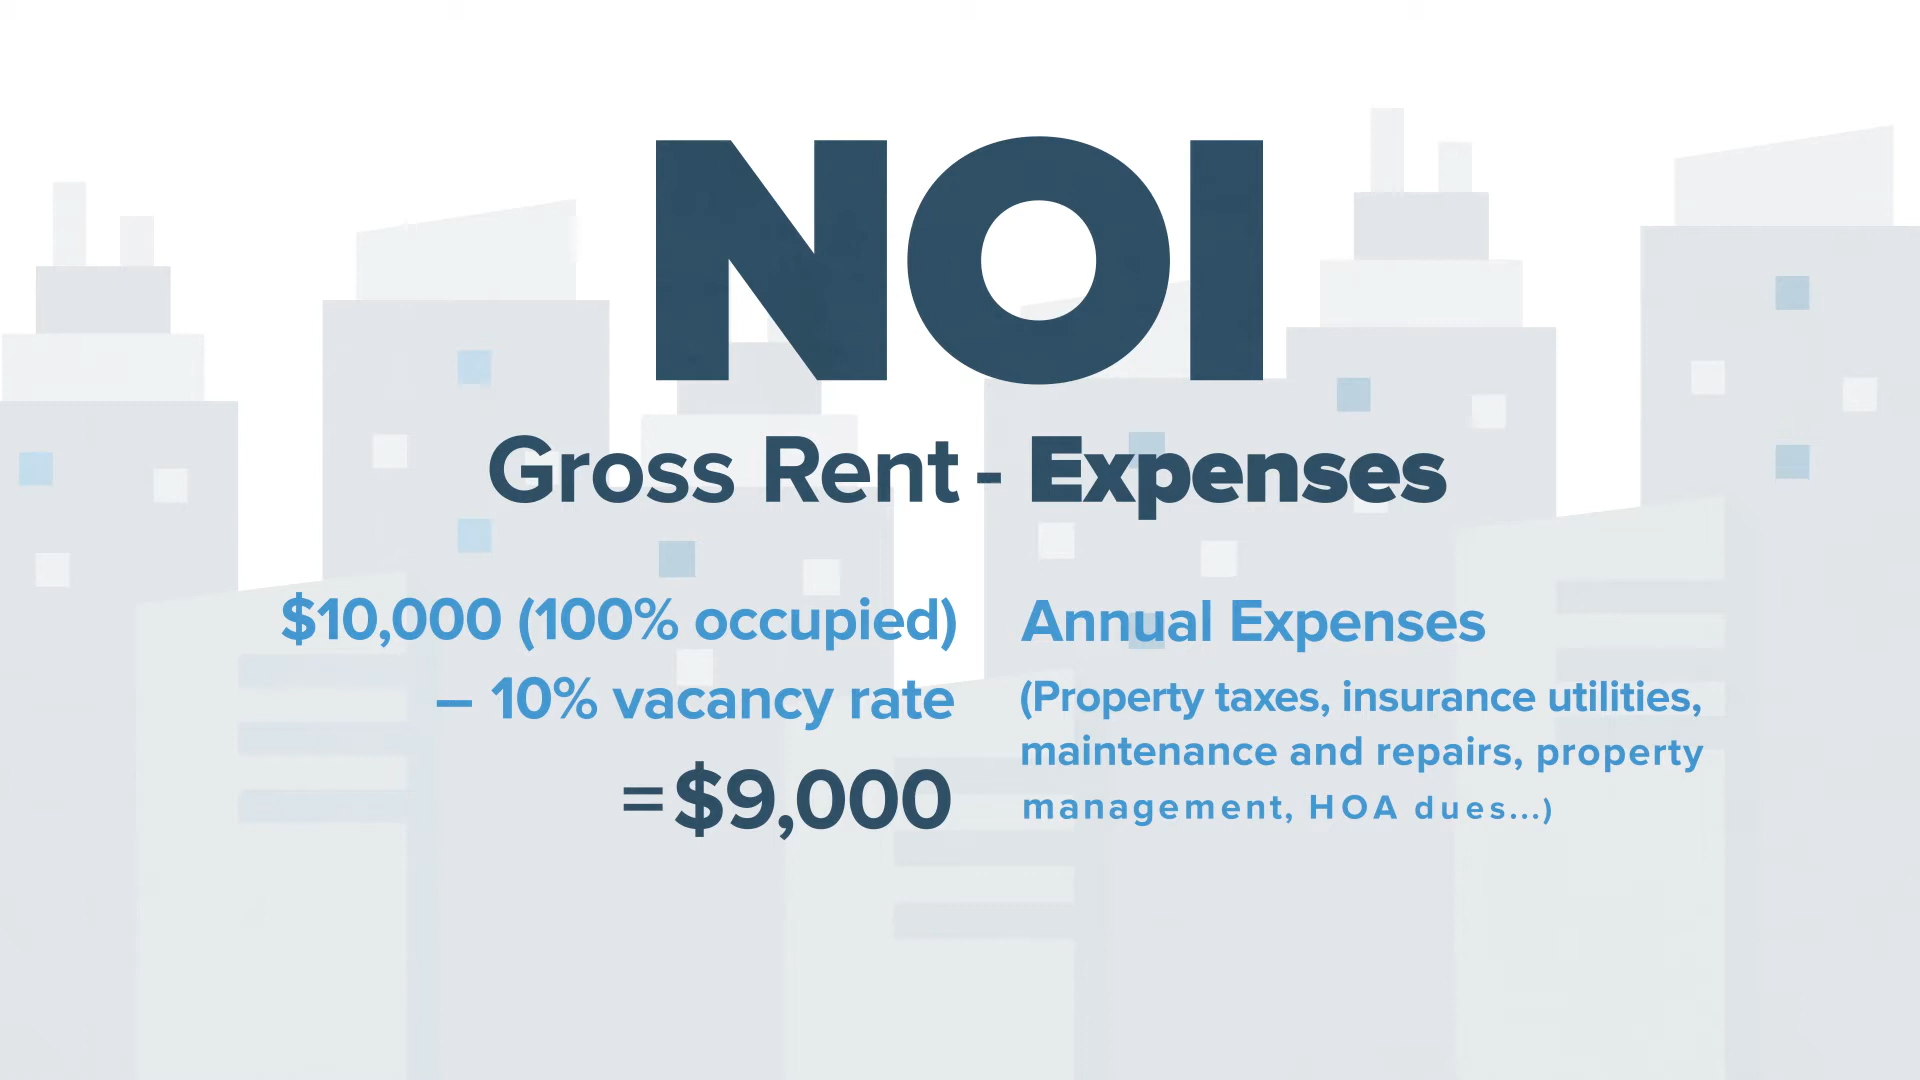 NOI
Gross Rent - Expenses
$10,000 (100% occupied)
– 10% vacancy rate
=$9,000
Annual Expenses
(Property taxes, insurance utilities,
maintenance and repairs, property
management, HOA dues...)